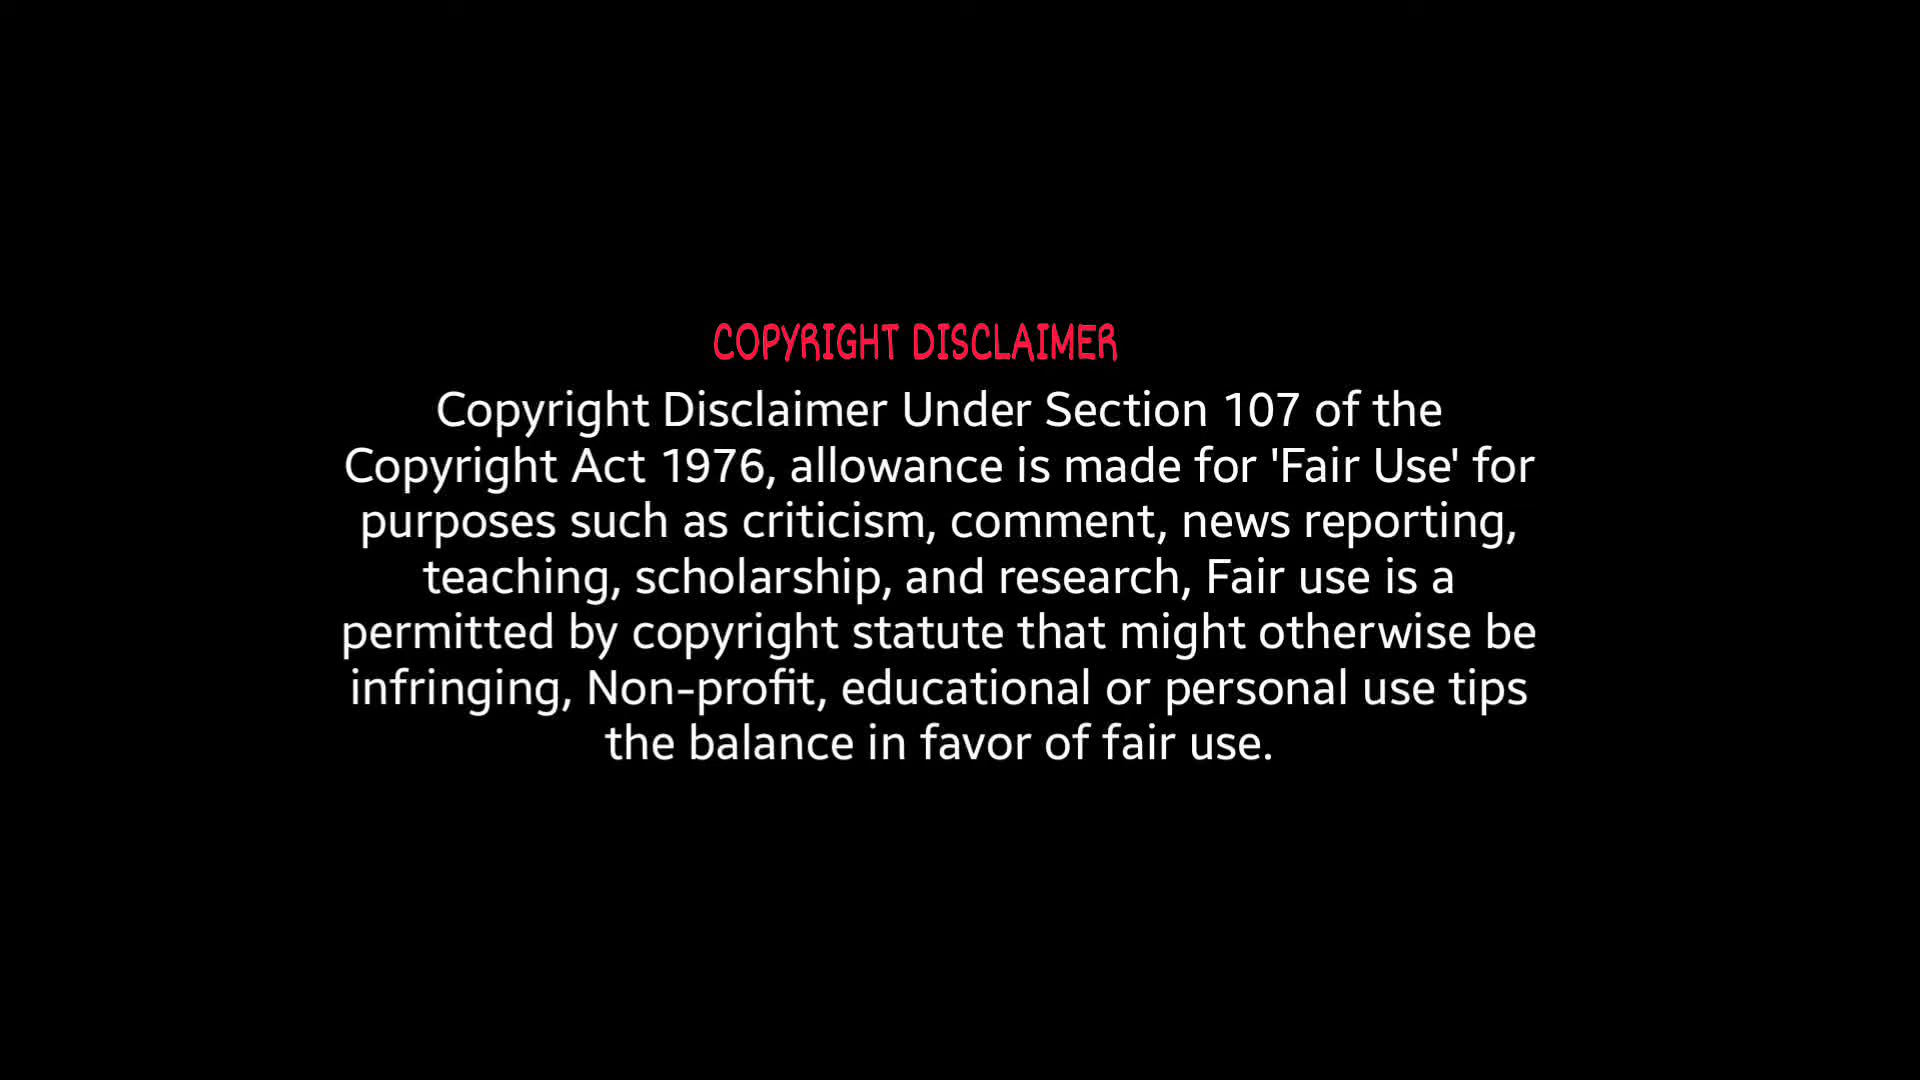 COPYRIGHT DISCLAIMER
Copyright Disclaimer Under Section 107 of the
Copyright Act 1976, allowance is made for 'Fair Use' for
purposes such as criticism, comment, news reporting,
teaching, scholarship, and research, Fair use is a
permitted by copyright statute that might otherwise be
infringing, Non-profit, educational or personal use tips
the balance in favor of fair use.